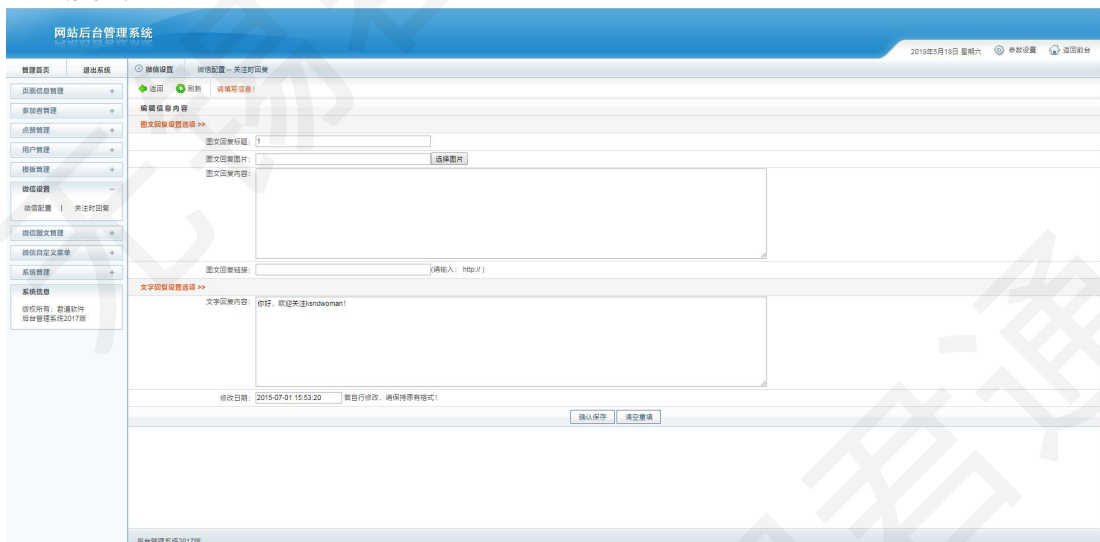 网站后台管理系统
2019年5月18日 星期六 参数设置 返回前台
管理首页 退出系统
微信设置 微信配置 -- 关注时回复
返回 刷新 请填写信息!
页面信息管理 +
参加者管理 +
点赞管理 +
用户管理 +
模板管理 +
微信设置 -
微信配置 | 关注时回复
微信图文管理 +
微信自定义菜单 +
系统管理 +
系统信息
版权所有：君通软件
后台管理系统2017版
编辑信息内容
图文回复设置选项 >>
图文回复标题: 1
图文回复图片: 选择图片
图文回复内容:
图文回复链接: (请输入： http:// )
文字回复设置选项 >>
文字回复内容: 你好，欢迎关注ksndwoman!
修改日期: 2015-07-01 15:53:20 若自行修改，请保持原有格式！
确认保存 清空重填
后台管理系统2017版
君通